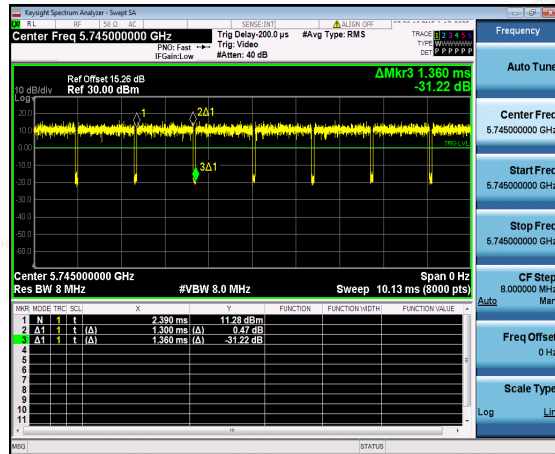 Keysight Spectrum Analyzer - Swept SA
RL RF 50 Ω AC SENSE:INT ALIGN OFF
Center Freq 5.745000000 GHz
PNO: Fast
IFGain:Low
Trig Delay-200.0 µs
Trig: Video
#Atten: 40 dB
#Avg Type: RMS
TRACE 1 2 3 4 5 6
TYPE WWWWWW
DET P P P P P P
Ref Offset 15.26 dB
10 dB/div Ref 30.00 dBm
Log
ΔMkr3 1.360 ms
-31.22 dB
20.0
10.0
0.00
-10.0
-20.0
-30.0
-40.0
-50.0
-60.0
1
2Δ1
3Δ1
TRIG LVL
Center 5.745000000 GHz Span 0 Hz
Res BW 8 MHz #VBW 8.0 MHz Sweep 10.13 ms (8000 pts)
MKR MODE TRC SCL X Y FUNCTION FUNCTION WIDTH FUNCTION VALUE
1 N 1 t 2.390 ms 11.28 dBm
2 Δ1 1 t (Δ) 1.300 ms (Δ) 0.47 dB
3 Δ1 1 t (Δ) 1.360 ms (Δ) -31.22 dB
4
5
6
7
8
9
10
11
MSG STATUS
Frequency
Auto Tune
Center Freq
5.745000000 GHz
Start Freq
5.745000000 GHz
Stop Freq
5.745000000 GHz
CF Step
8.000000 MHz
Auto Man
Freq Offset
0 Hz
Scale Type
Log Lin